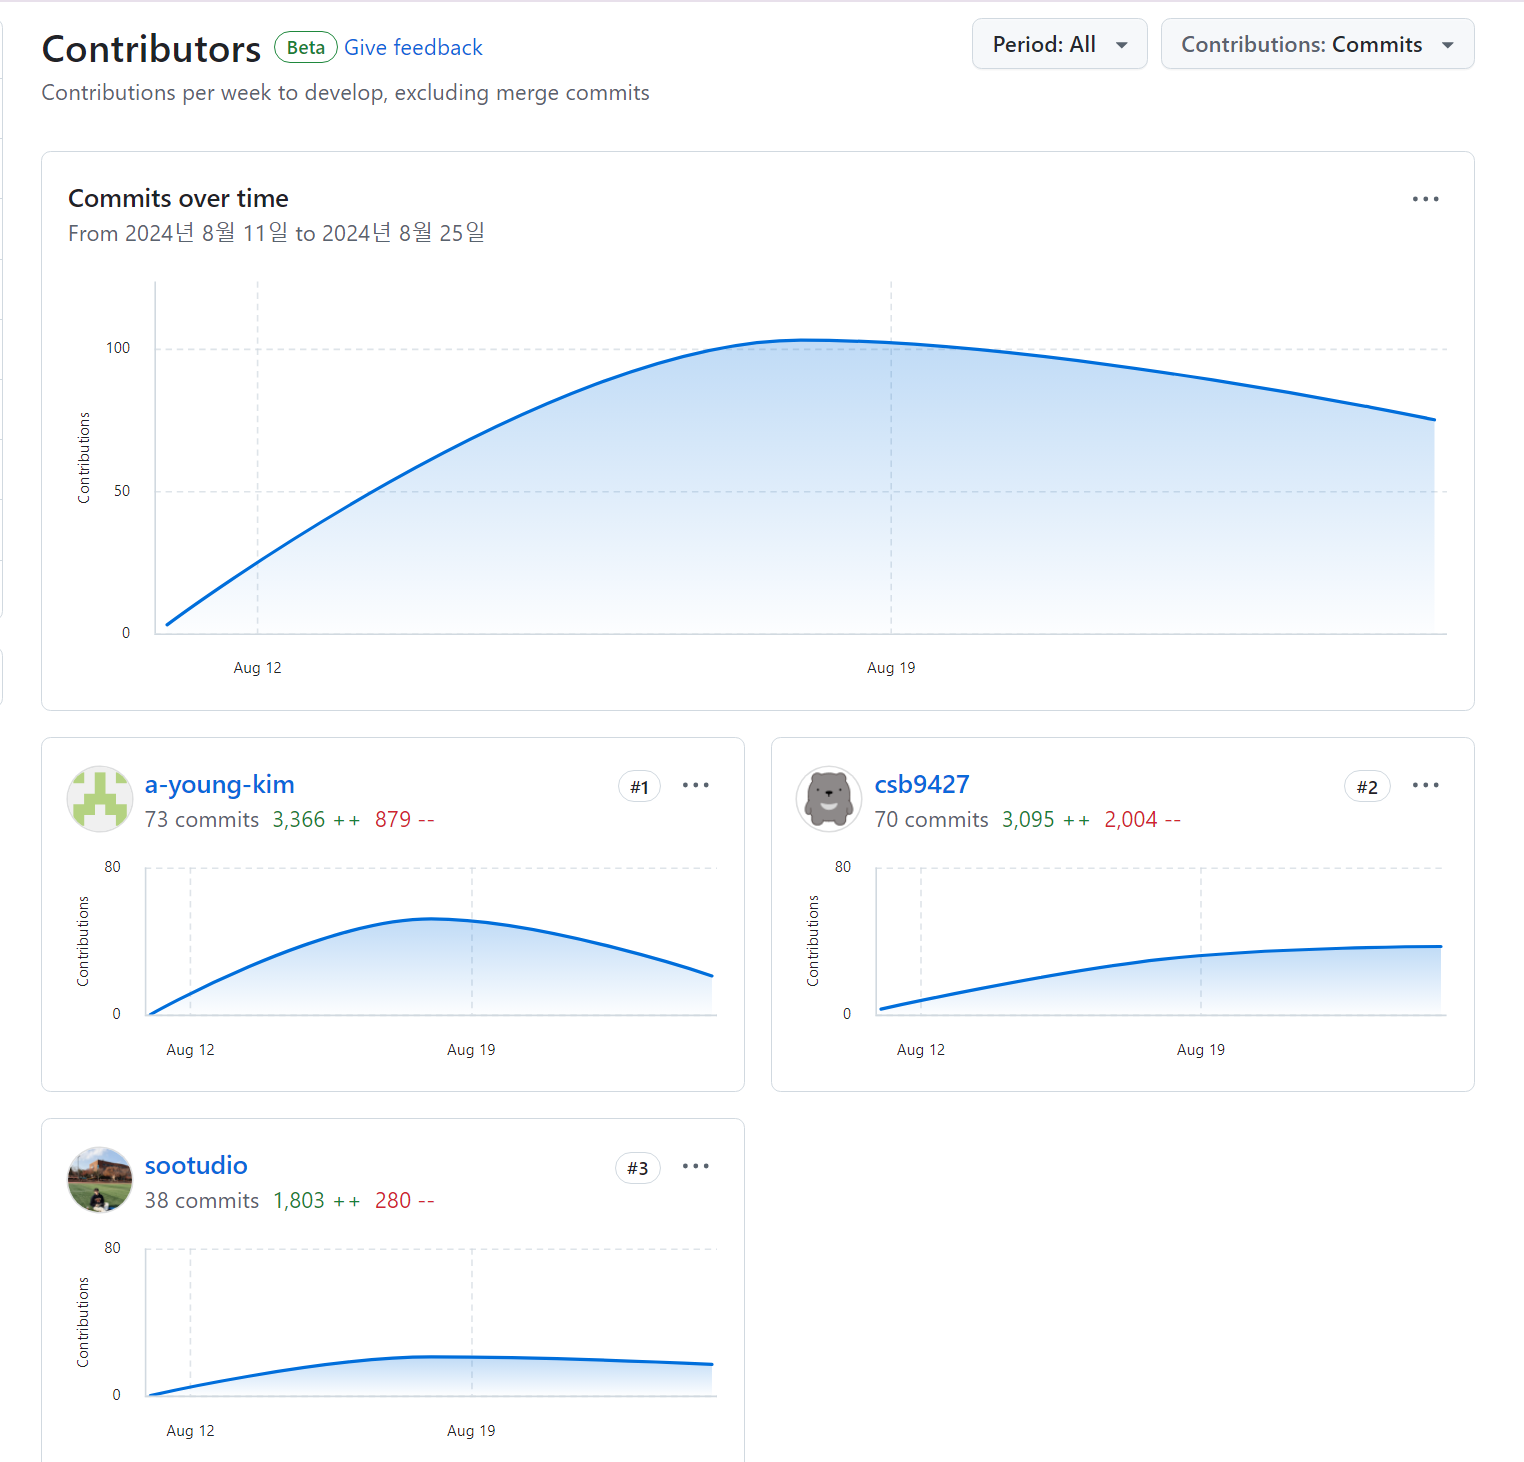 Contributors Beta Give feedback
Period: All
Contributions: Commits
Contributions per week to develop, excluding merge commits
Commits over time
From 2024년 8월 11일 to 2024년 8월 25일
Contributions
100
50
0
Aug 12
Aug 19
a-young-kim
#1
73 commits 3,366 ++ 879 --
Contributions
80
0
Aug 12
Aug 19
csb9427
#2
70 commits 3,095 ++ 2,004 --
Contributions
80
0
Aug 12
Aug 19
sootudio
#3
38 commits 1,803 ++ 280 --
Contributions
80
0
Aug 12
Aug 19